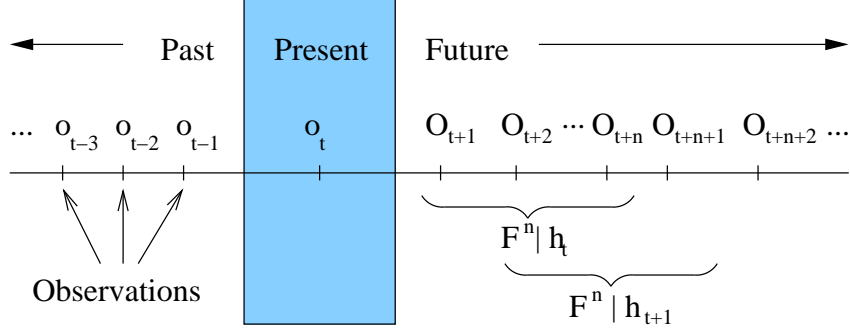 Past Present Future
... o_{t−3} o_{t−2} o_{t−1} o_t O_{t+1} O_{t+2} ... O_{t+n} O_{t+n+1} O_{t+n+2} ...
F^n | h_t
Observations F^n | h_{t+1}